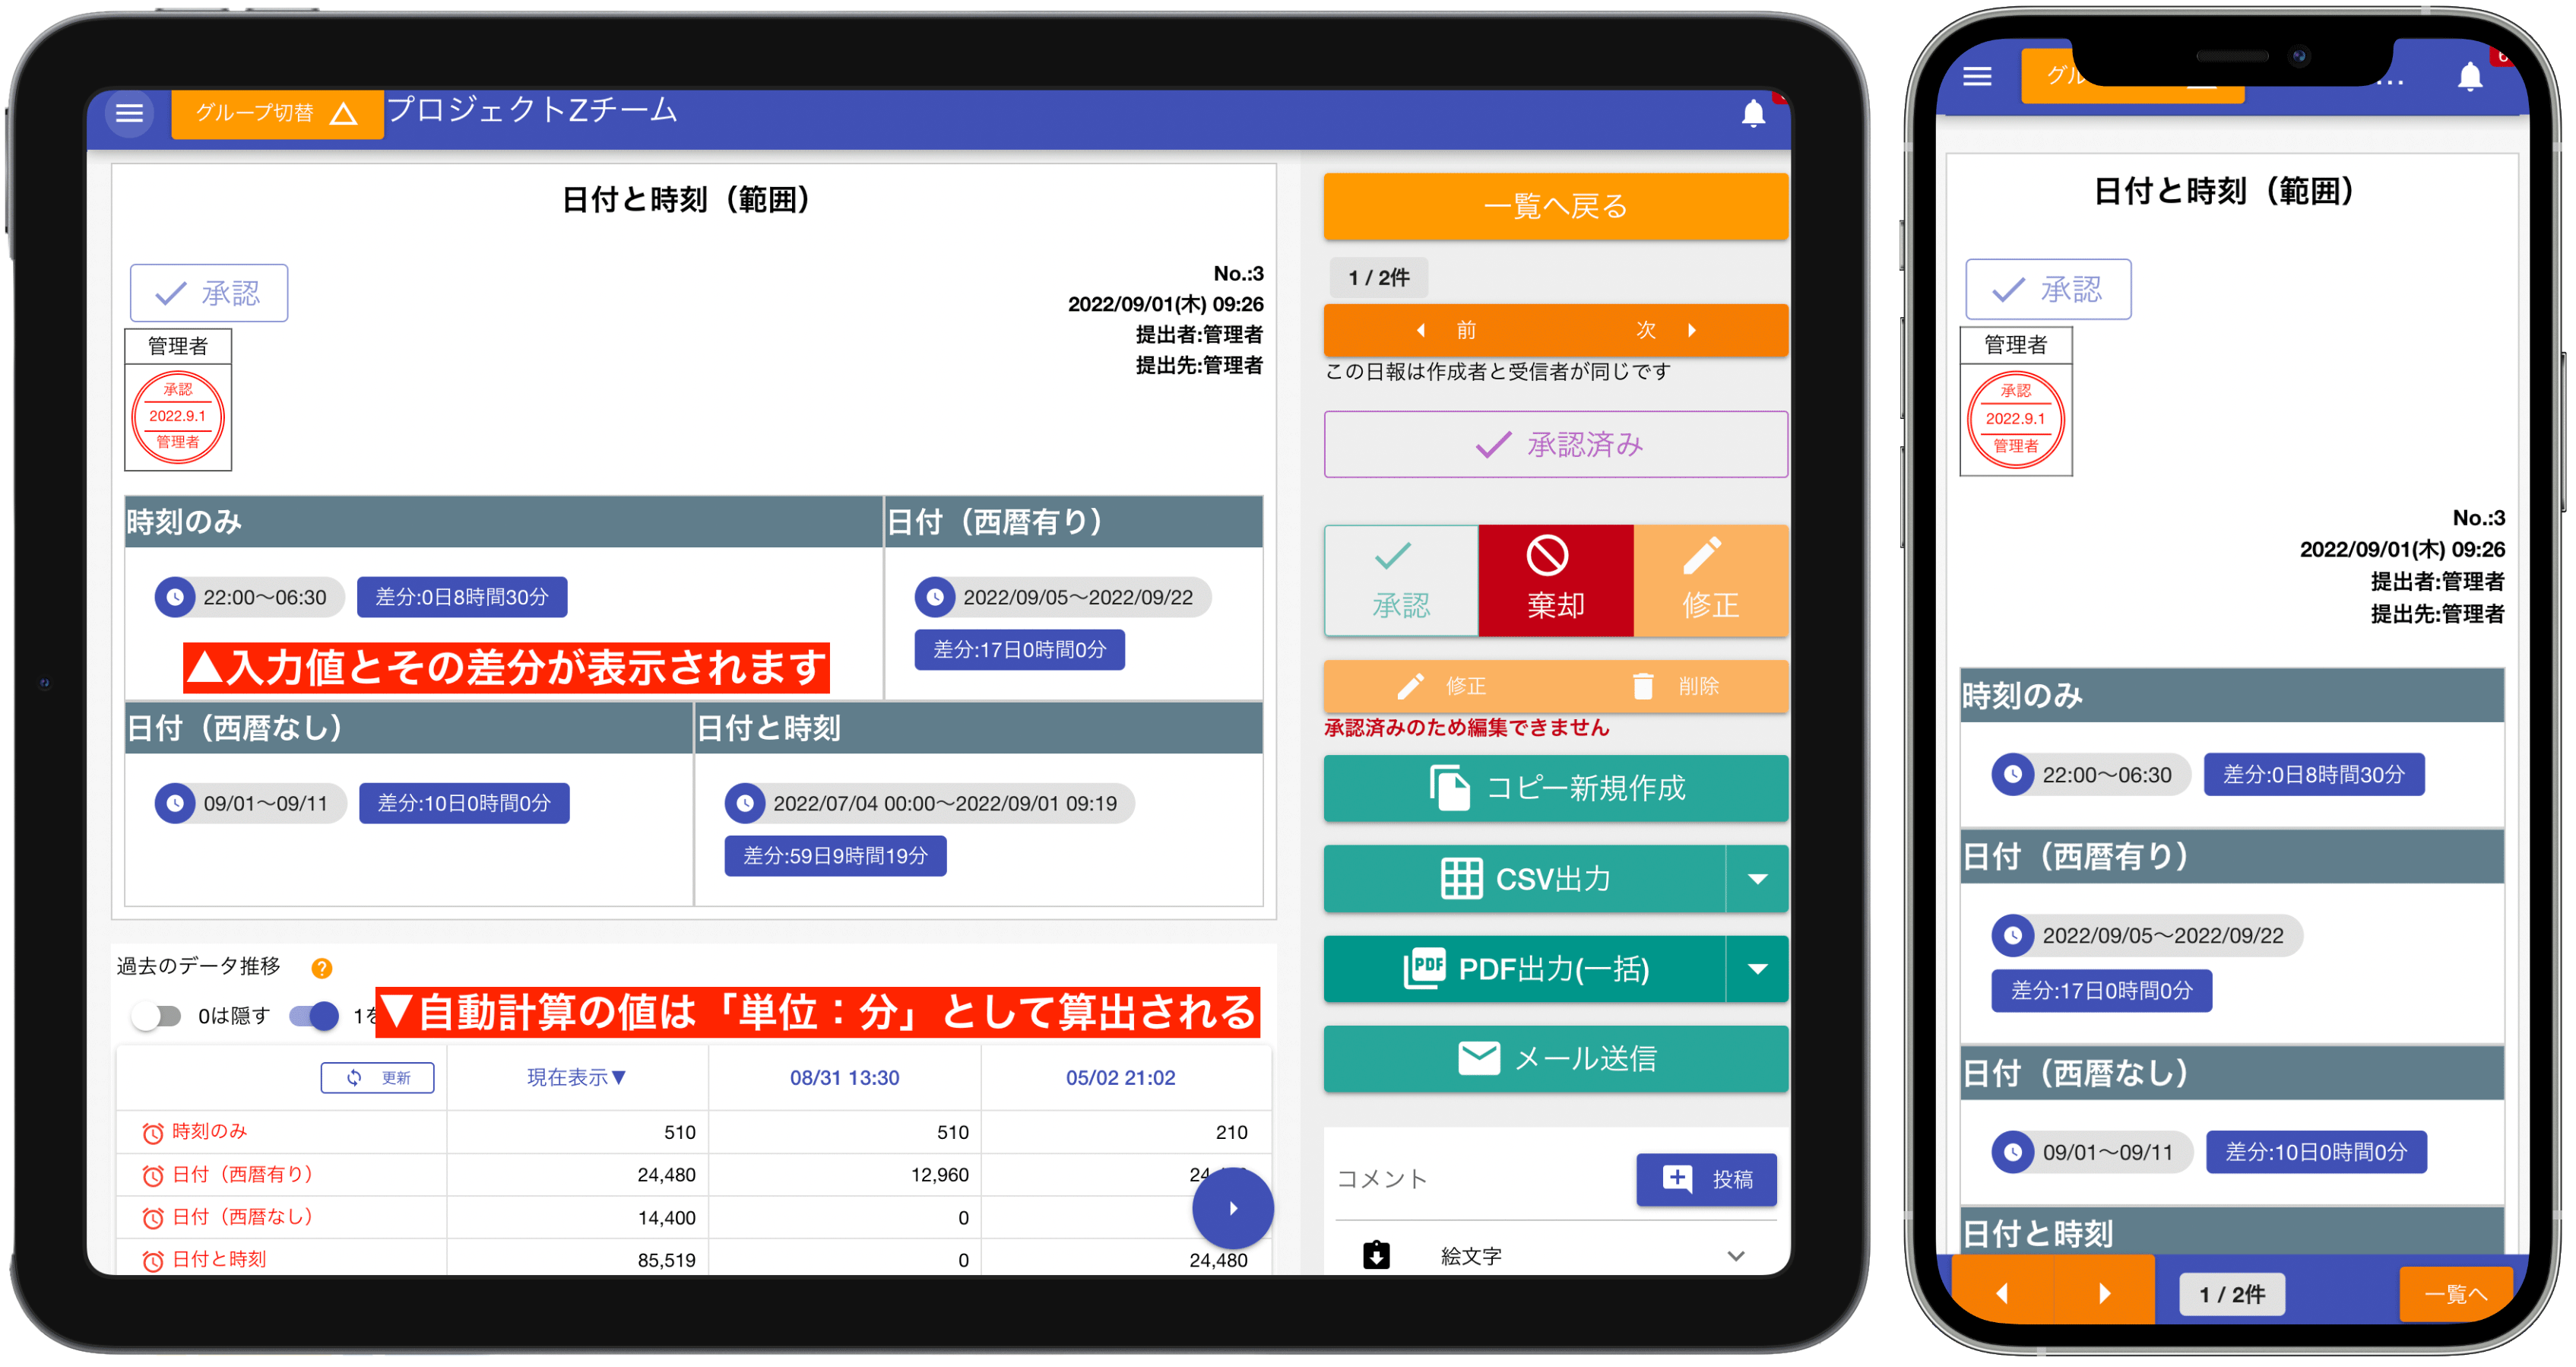 グループ切替 プロジェクトZチーム
日付と時刻（範囲）
承認
No.:3
2022/09/01(木) 09:26
提出者:管理者
提出先:管理者
管理者
承認
2022.9.1
管理者
時刻のみ
22:00〜06:30 差分:0日8時間30分
▲入力値とその差分が表示されます
日付（西暦有り）
2022/09/05〜2022/09/22
差分:17日0時間0分
日付（西暦なし）
09/01〜09/11 差分:10日0時間0分
日付と時刻
2022/07/04 00:00〜2022/09/01 09:19
差分:59日9時間19分
過去のデータ推移 ?
0は隠す 1を
▼自動計算の値は「単位：分」として算出される
更新 現在表示▼ 08/31 13:30 05/02 21:02
時刻のみ 510 510 210
日付（西暦有り） 24,480 12,960
日付（西暦なし） 14,400 0
日付と時刻 85,519 0 24,480
一覧へ戻る
1 / 2件
前 次
この日報は作成者と受信者が同じです
承認済み
承認 棄却 修正
修正 削除
承認済みのため編集できません
コピー新規作成
CSV出力
PDF PDF出力(一括)
メール送信
コメント 投稿
絵文字
グル ...
日付と時刻（範囲）
承認
管理者
承認
2022.9.1
管理者
No.:3
2022/09/01(木) 09:26
提出者:管理者
提出先:管理者
時刻のみ
22:00〜06:30 差分:0日8時間30分
日付（西暦有り）
2022/09/05〜2022/09/22
差分:17日0時間0分
日付（西暦なし）
09/01〜09/11 差分:10日0時間0分
日付と時刻
1 / 2件 一覧へ